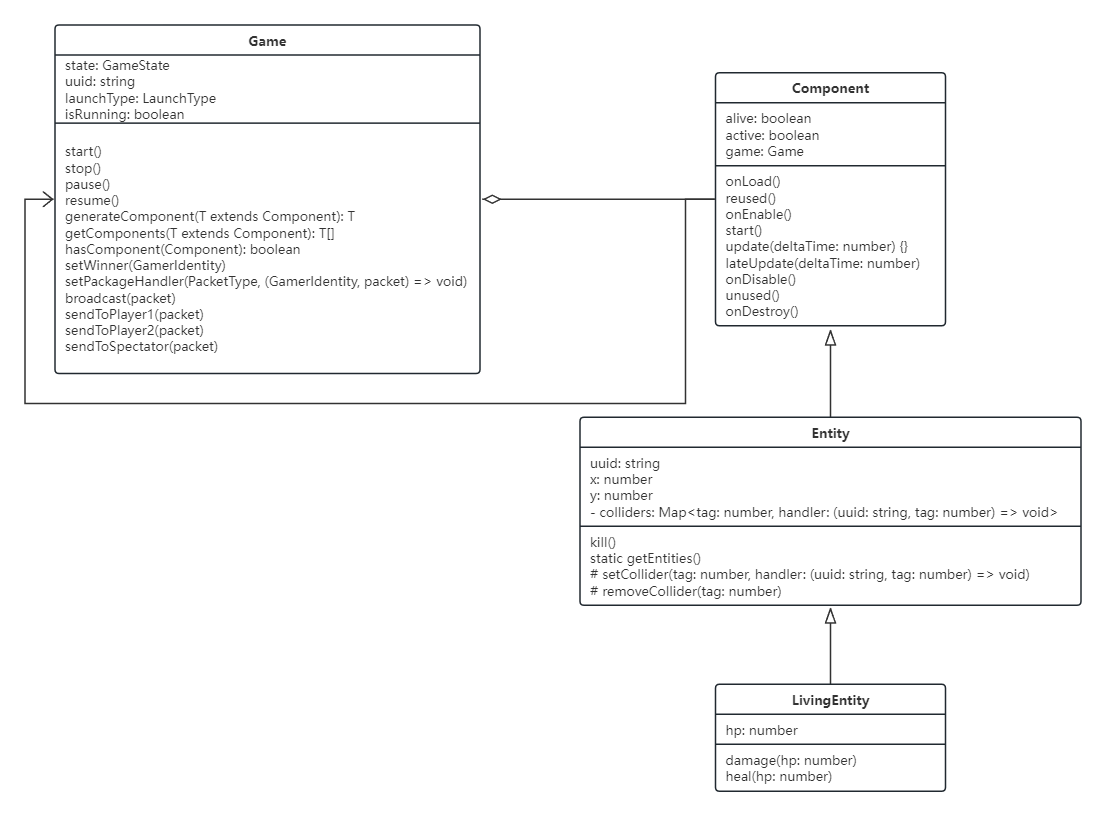 Game
state: GameState
uuid: string
launchType: LaunchType
isRunning: boolean
start()
stop()
pause()
resume()
generateComponent(T extends Component): T
getComponents(T extends Component): T[]
hasComponent(Component): boolean
setWinner(GamerIdentity)
setPackageHandler(PacketType, (GamerIdentity, packet) => void)
broadcast(packet)
sendToPlayer1(packet)
sendToPlayer2(packet)
sendToSpectator(packet)
Component
alive: boolean
active: boolean
game: Game
onLoad()
reused()
onEnable()
start()
update(deltaTime: number) {}
lateUpdate(deltaTime: number)
onDisable()
unused()
onDestroy()
Entity
uuid: string
x: number
y: number
- colliders: Map<tag: number, handler: (uuid: string, tag: number) => void>
kill()
static getEntities()
# setCollider(tag: number, handler: (uuid: string, tag: number) => void)
# removeCollider(tag: number)
LivingEntity
hp: number
damage(hp: number)
heal(hp: number)